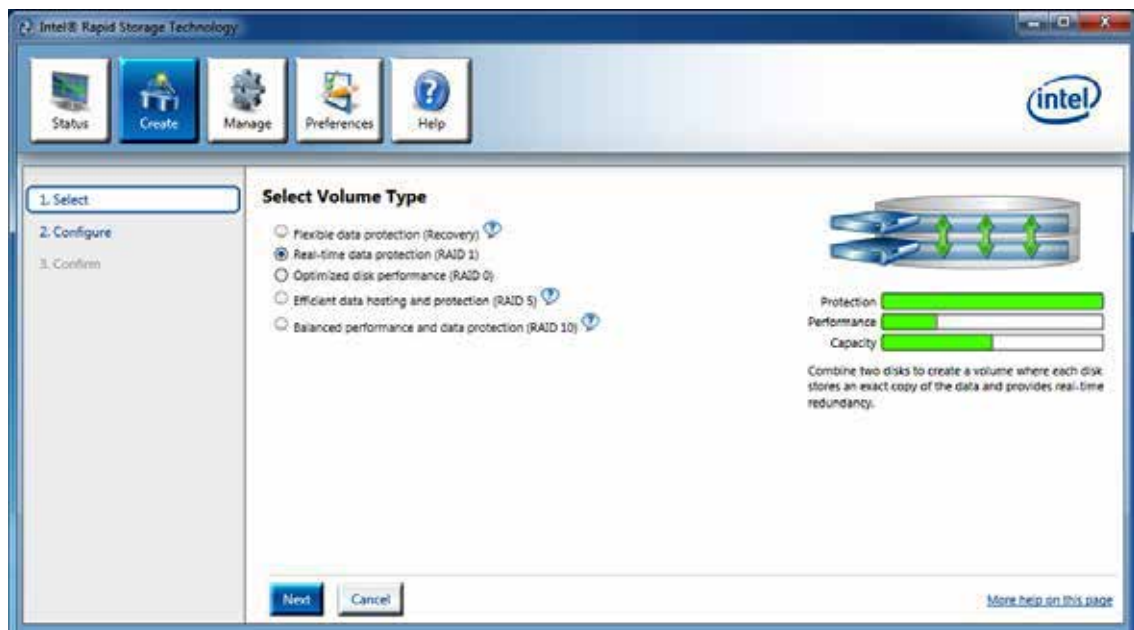 Intel® Rapid Storage Technology
Status
Create
Manage
Preferences
Help
intel
1. Select
2. Configure
3. Confirm
Select Volume Type
Flexible data protection (Recovery)
Real-time data protection (RAID 1)
Optimized disk performance (RAID 0)
Efficient data hosting and protection (RAID 5)
Balanced performance and data protection (RAID 10)
Protection
Performance
Capacity
Combine two disks to create a volume where each disk
stores an exact copy of the data and provides real-time
redundancy.
Next
Cancel
More help on this page